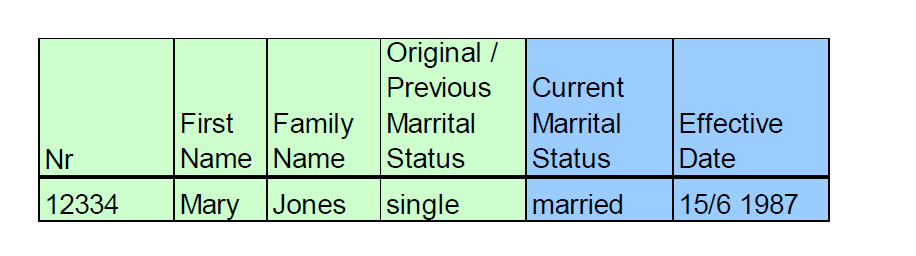 Nr
First
Name
Family
Name
Original /
Previous
Marrital
Status
Current
Marrital
Status
Effective
Date
12334
Mary
Jones
single
married
15/6 1987